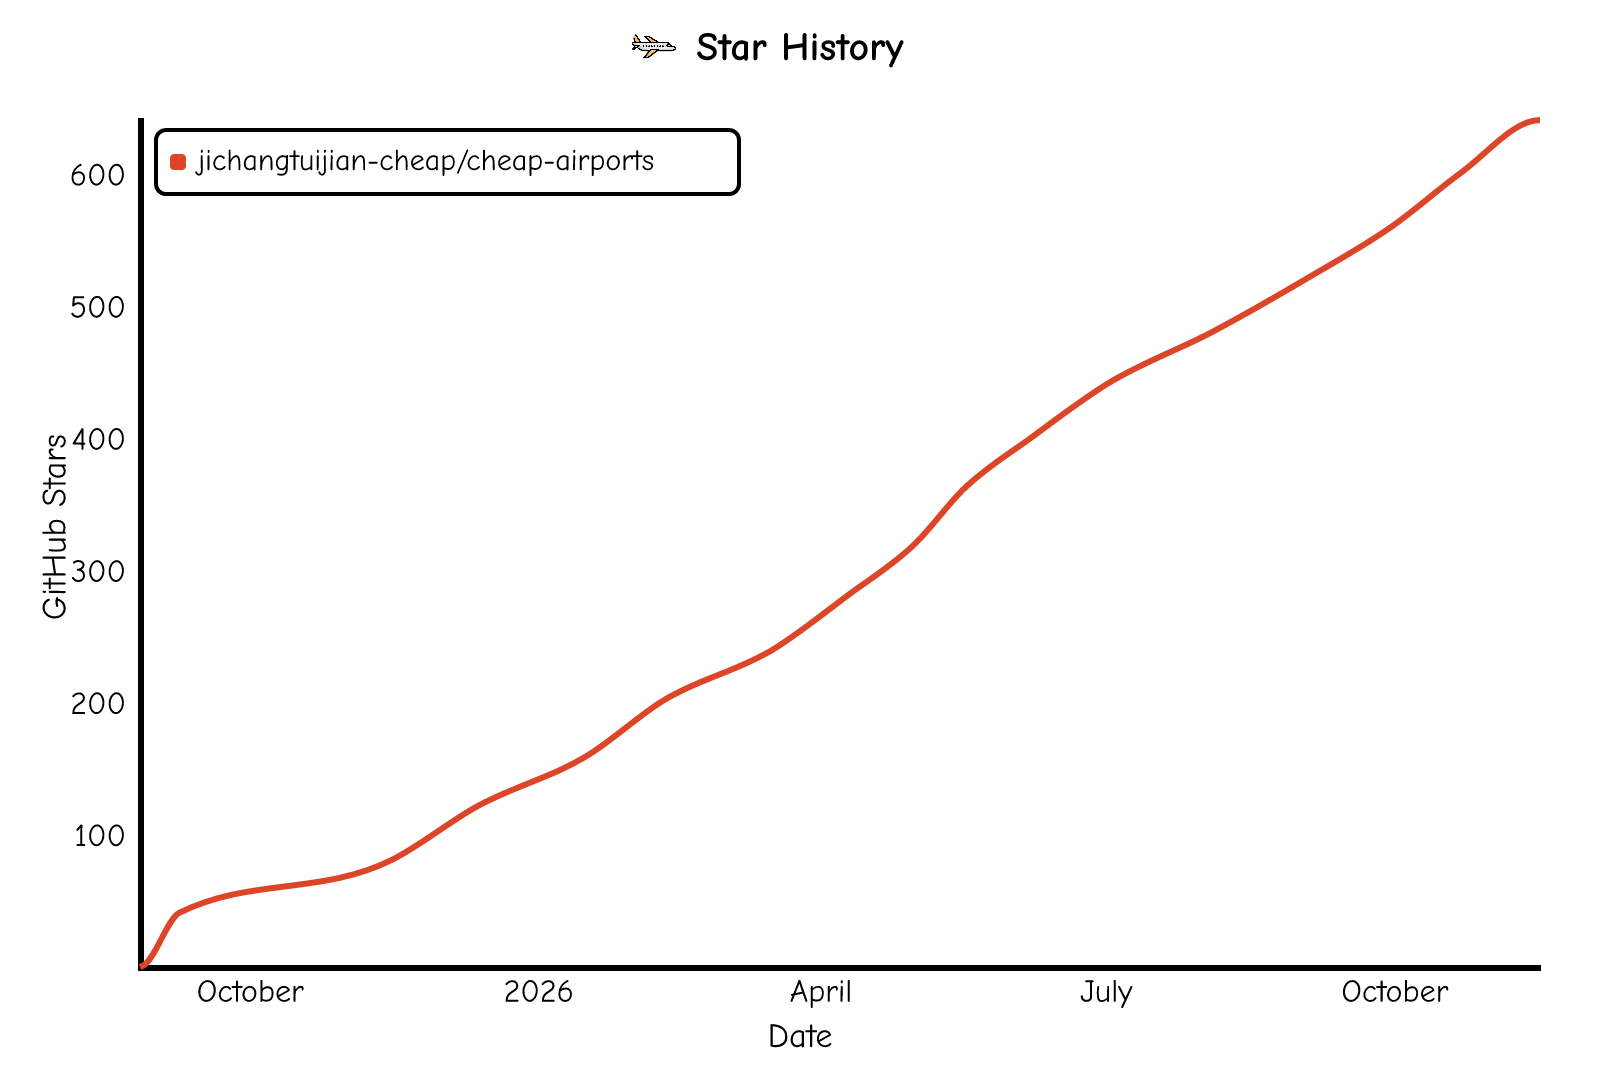 Star History
jichangtuijian-cheap/cheap-airports
600
500
400
300
200
100
GitHub Stars
October
2026
April
July
October
Date